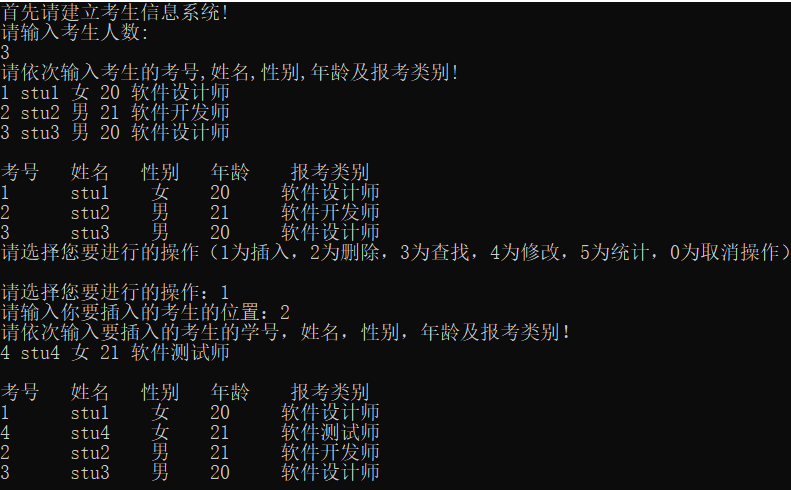 首先请建立考生信息系统!
请输入考生人数:
3
请依次输入考生的考号,姓名,性别,年龄及报考类别!
1 stu1 女 20 软件设计师
2 stu2 男 21 软件开发师
3 stu3 男 20 软件设计师
考号 姓名 性别 年龄 报考类别
1 stu1 女 20 软件设计师
2 stu2 男 21 软件开发师
3 stu3 男 20 软件设计师
请选择您要进行的操作（1为插入，2为删除，3为查找，4为修改，5为统计，0为取消操作）
请选择您要进行的操作：1
请输入你要插入的考生的位置：2
请依次输入要插入的考生的学号，姓名，性别，年龄及报考类别！
4 stu4 女 21 软件测试师
考号 姓名 性别 年龄 报考类别
1 stu1 女 20 软件设计师
4 stu4 女 21 软件测试师
2 stu2 男 21 软件开发师
3 stu3 男 20 软件设计师